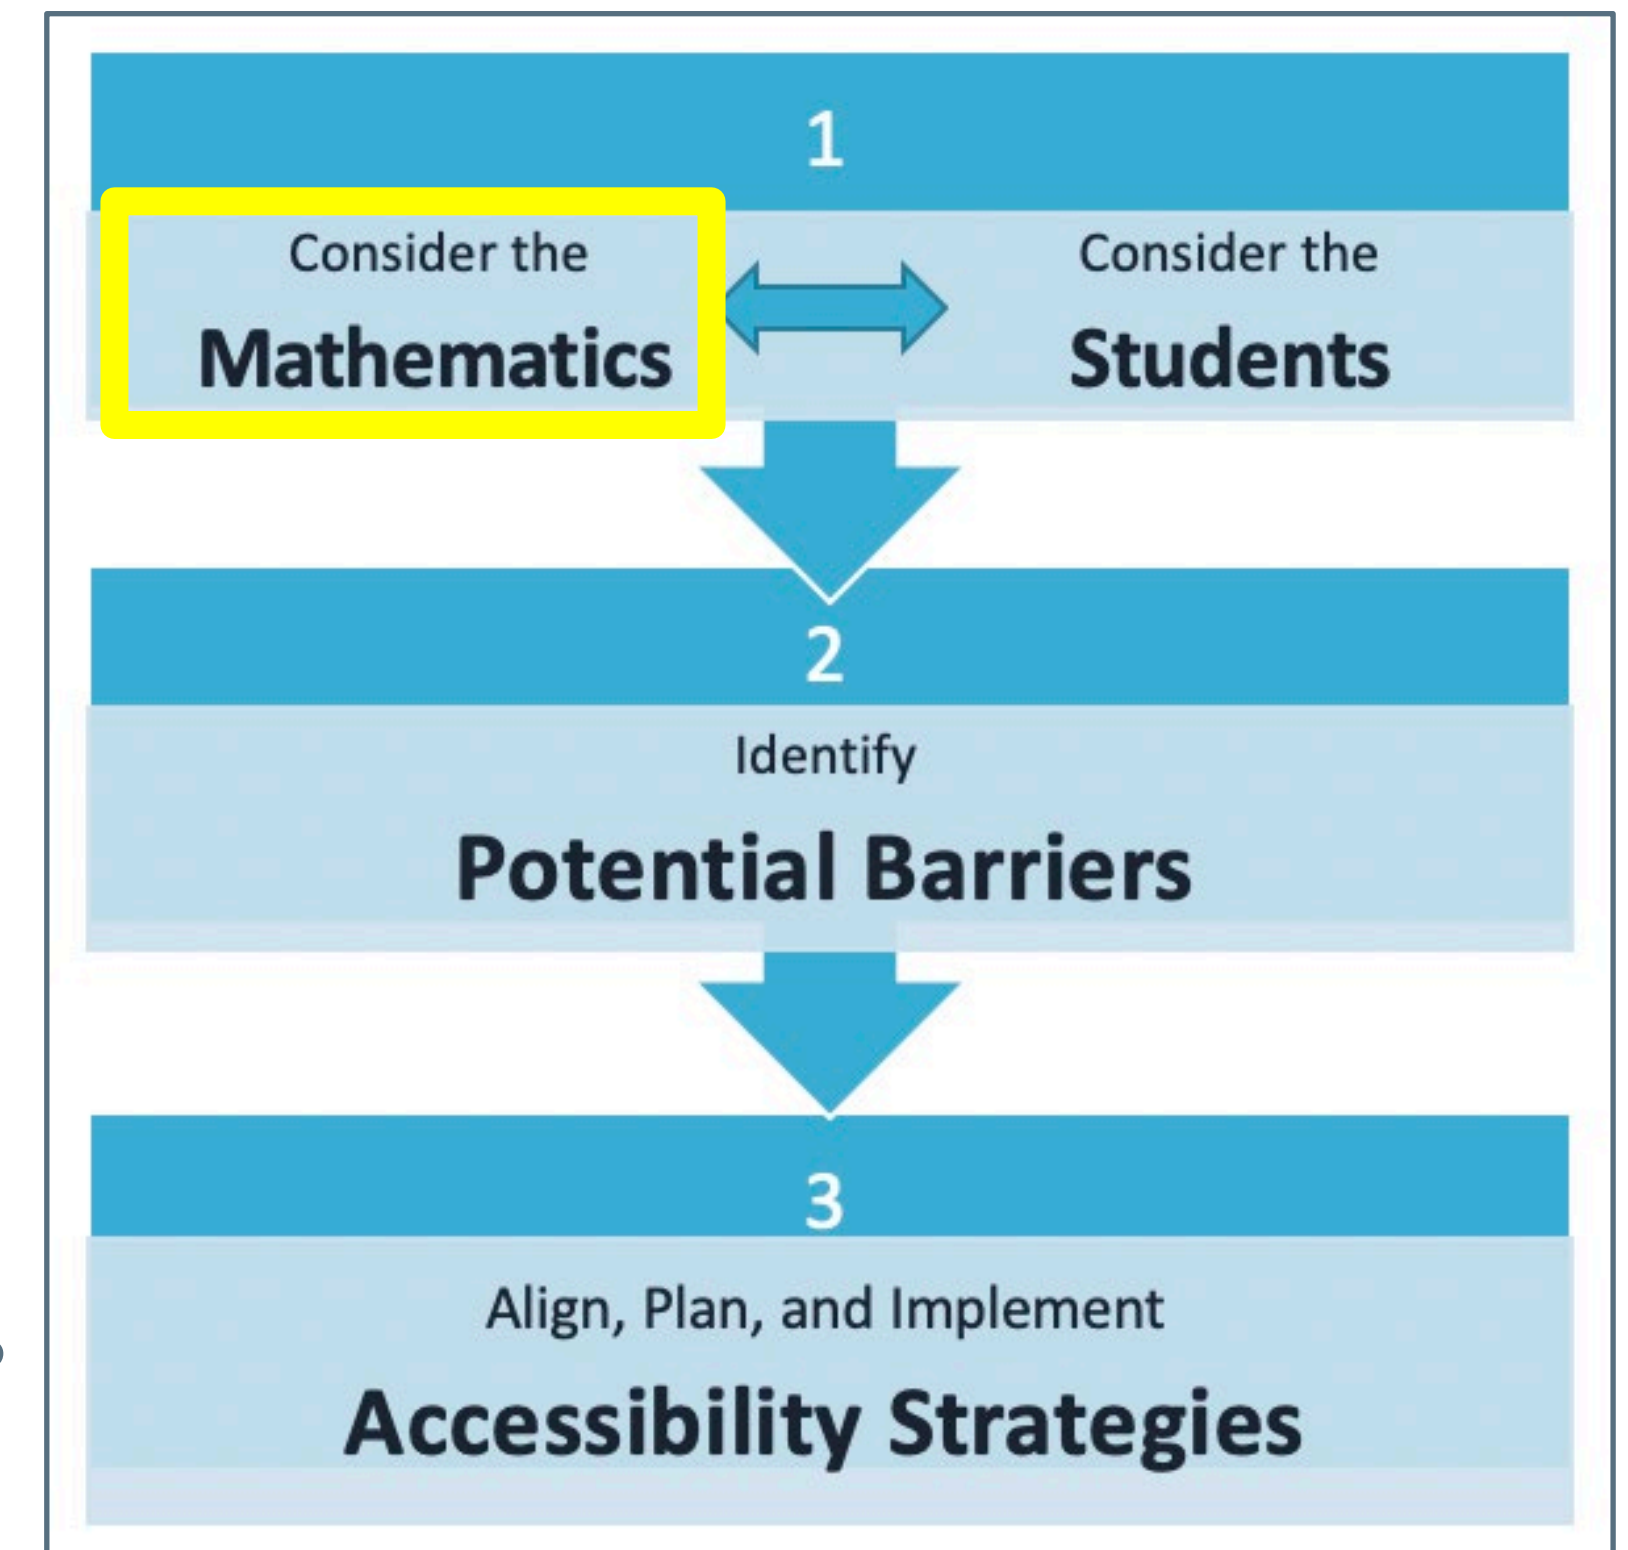 1
Consider the
Mathematics
Consider the
Students
2
Identify
Potential Barriers
3
Align, Plan, and Implement
Accessibility Strategies